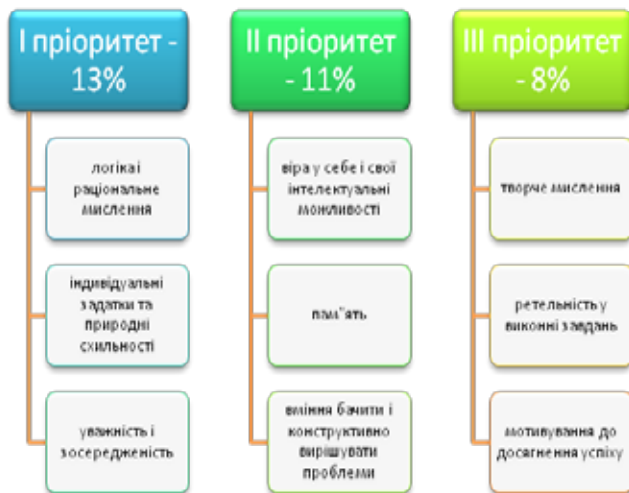 І пріоритет -
13%
логіка і
раціональне
мислення
індивідуальні
задатки та
природні
схильності
уважність і
зосередженість
ІІ пріоритет
- 11%
віра у себе і свої
інтелектуальні
можливості
пам"ять
вміння бачити і
конструктивно
вирішувати
проблеми
ІІІ пріоритет
- 8%
творче мислення
ретельність у
виконні завдань
мотивування до
досягнення успіху